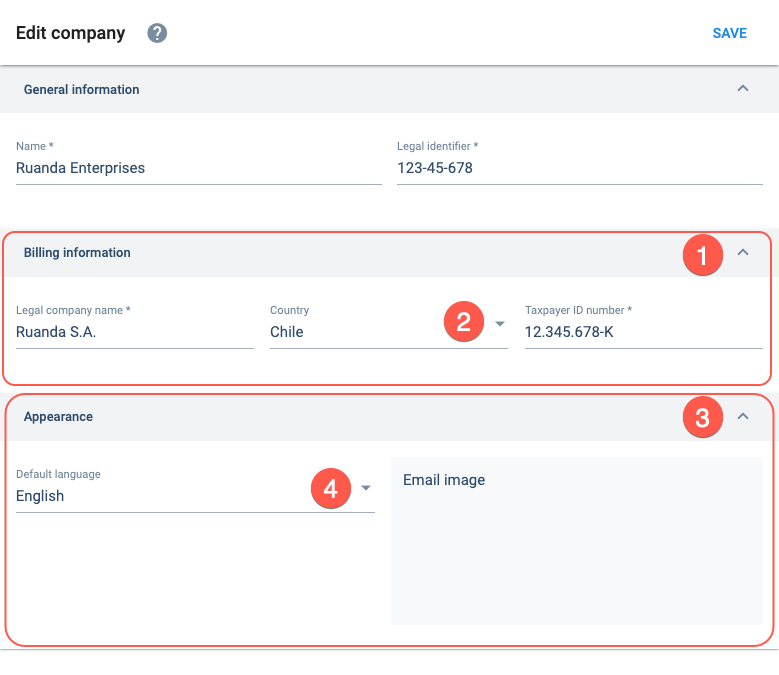 Edit company ? SAVE
General information
Name * Legal identifier *
Ruanda Enterprises 123-45-678
Billing information 1
Legal company name * Country Taxpayer ID number *
Ruanda S.A. Chile 2 12.345.678-K
Appearance 3
Default language Email image
English 4